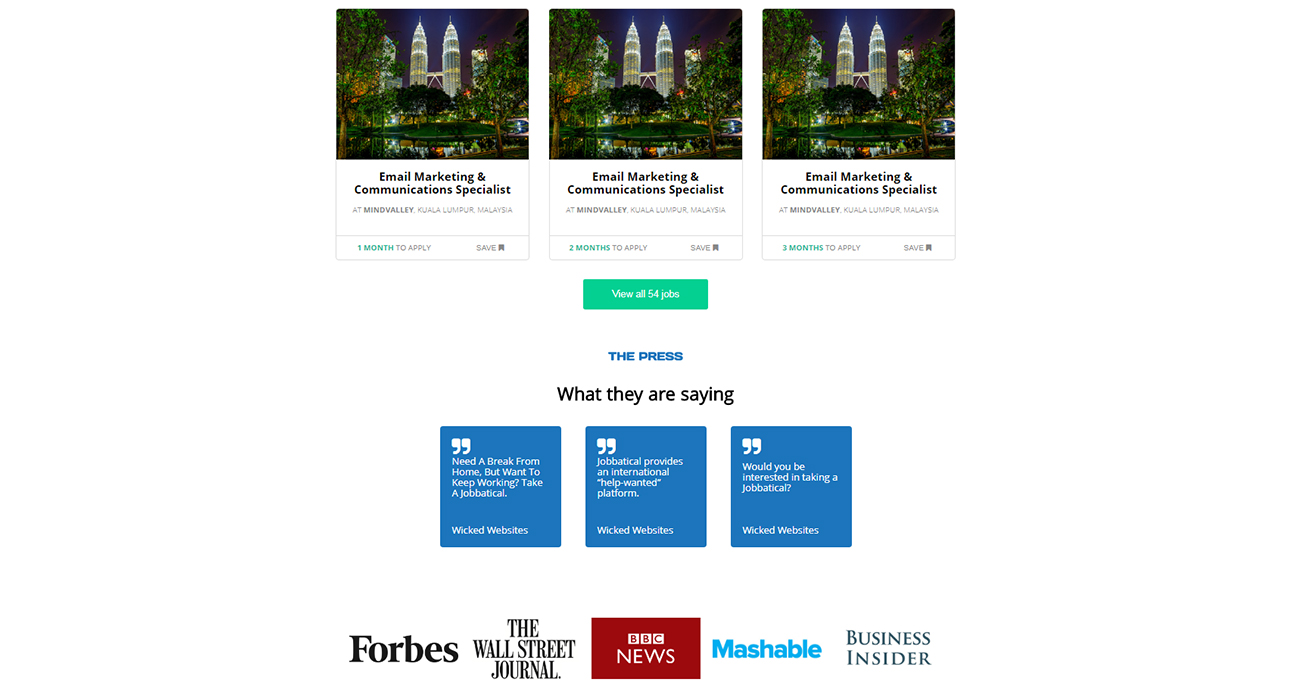 Email Marketing &
Communications Specialist
AT MINDVALLEY, KUALA LUMPUR, MALAYSIA
1 MONTH TO APPLY
SAVE
Email Marketing &
Communications Specialist
AT MINDVALLEY, KUALA LUMPUR, MALAYSIA
2 MONTHS TO APPLY
SAVE
Email Marketing &
Communications Specialist
AT MINDVALLEY, KUALA LUMPUR, MALAYSIA
3 MONTHS TO APPLY
SAVE
View all 54 jobs
THE PRESS
What they are saying
Need A Break From
Home, But Want To
Keep Working? Take
A Jobbatical.
Wicked Websites
Jobbatical provides
an international
“help-wanted”
platform.
Wicked Websites
Would you be
interested in taking a
Jobbatical?
Wicked Websites
Forbes
THE
WALL STREET
JOURNAL.
BBC
NEWS
Mashable
BUSINESS
INSIDER